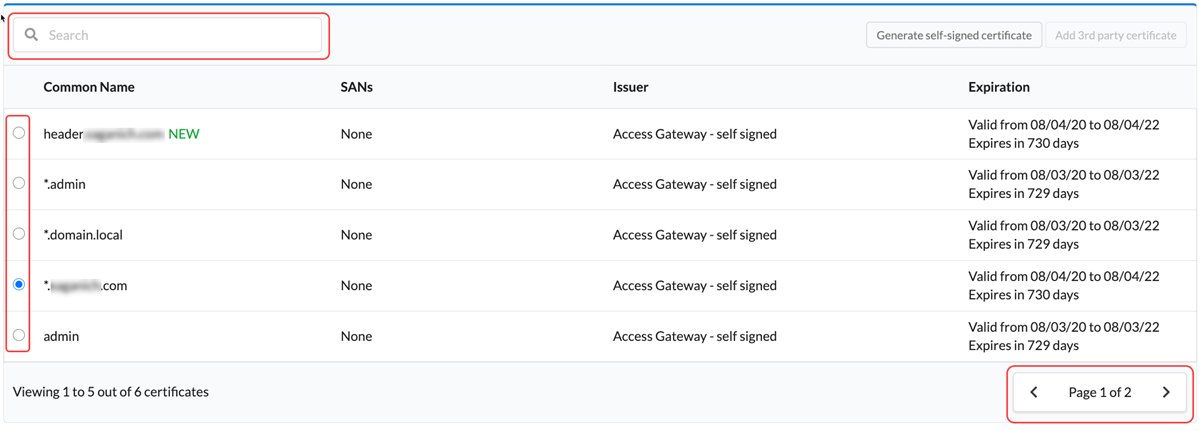 Search
Generate self-signed certificate
Add 3rd party certificate
Common Name SANs Issuer Expiration
header NEW None Access Gateway - self signed Valid from 08/04/20 to 08/04/22
Expires in 730 days
*.admin None Access Gateway - self signed Valid from 08/03/20 to 08/03/22
Expires in 729 days
*.domain.local None Access Gateway - self signed Valid from 08/03/20 to 08/03/22
Expires in 729 days
*. .com None Access Gateway - self signed Valid from 08/04/20 to 08/04/22
Expires in 730 days
admin None Access Gateway - self signed Valid from 08/03/20 to 08/03/22
Expires in 729 days
Viewing 1 to 5 out of 6 certificates
Page 1 of 2